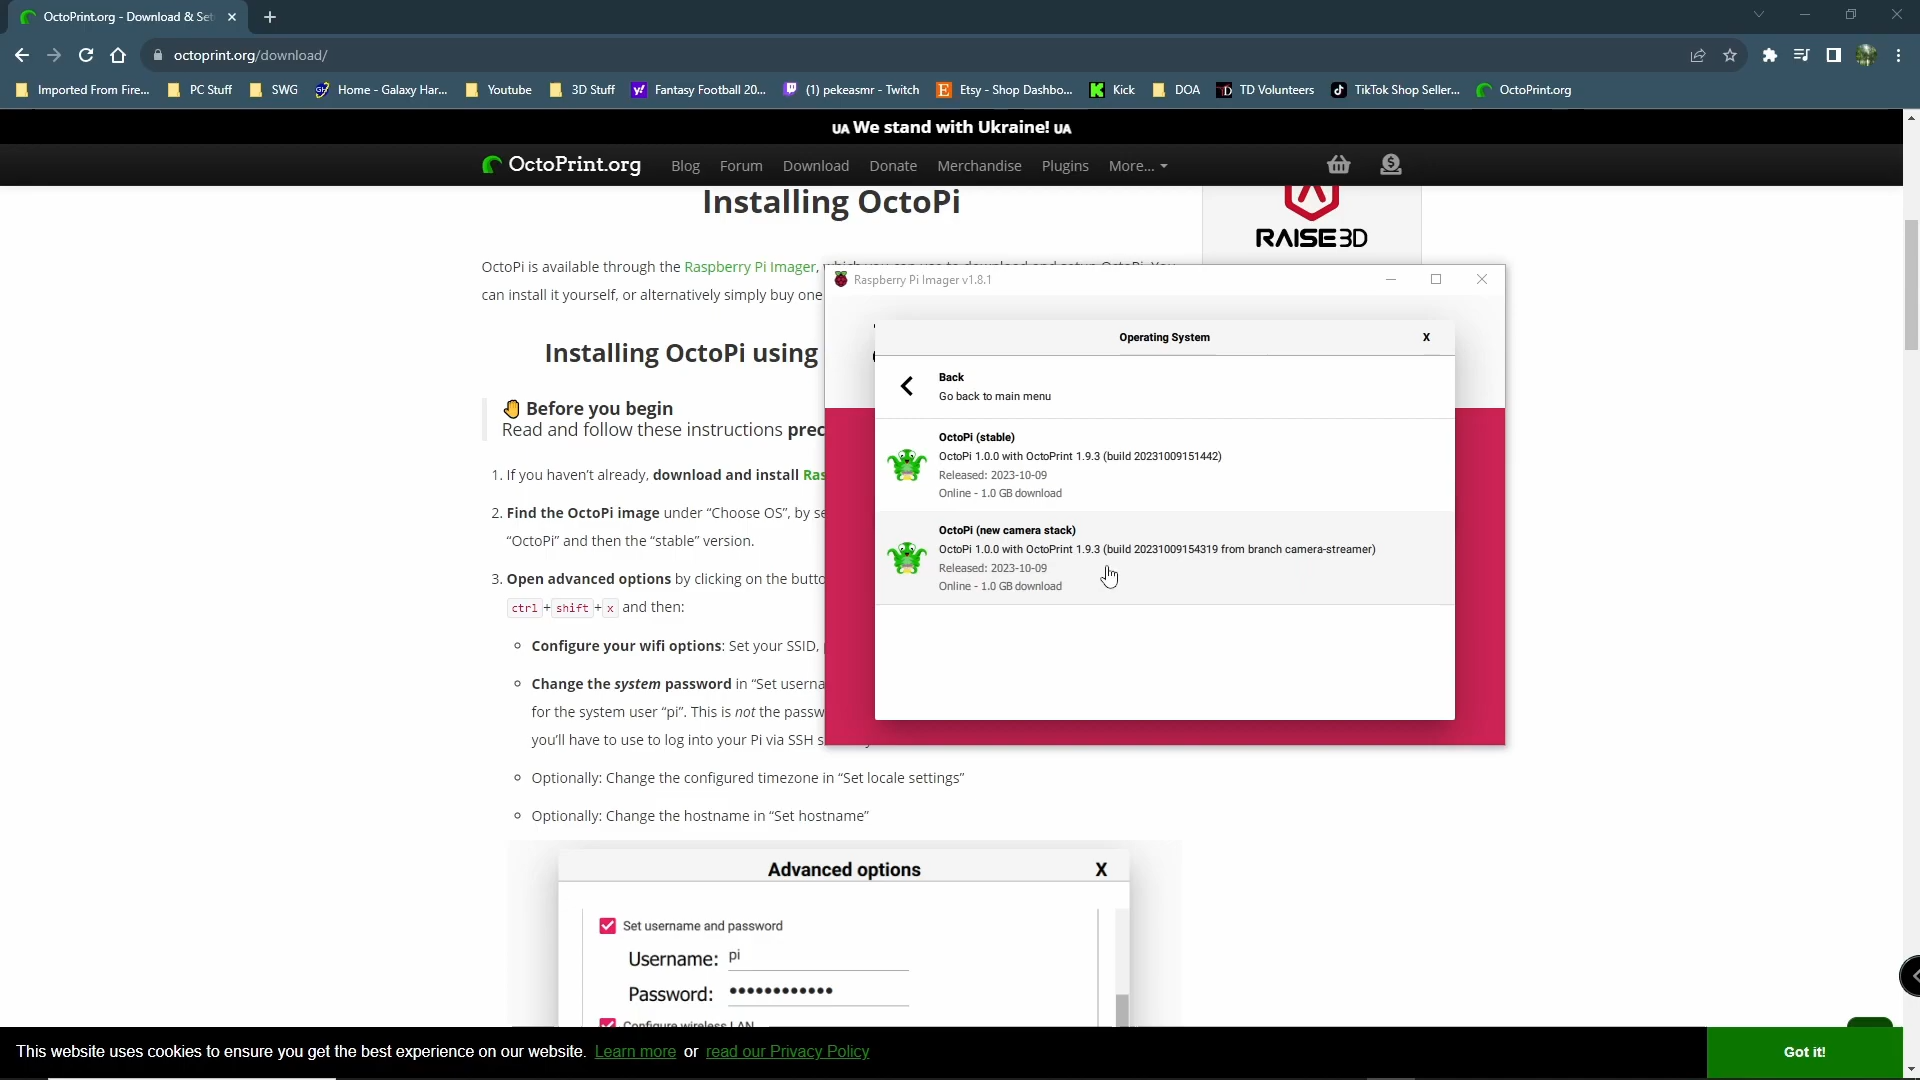 OctoPrint.org - Download & Set
octoprint.org/download/
Imported From Fire...
PC Stuff
SWG
Home - Galaxy Har...
Youtube
3D Stuff
Fantasy Football 20...
(1) pekeasmr - Twitch
Etsy - Shop Dashbo...
Kick
DOA
TD Volunteers
TikTok Shop Seller...
OctoPrint.org
UA We stand with Ukraine! UA
OctoPrint.org
Blog
Forum
Download
Donate
Merchandise
Plugins
More...
Installing OctoPi
RAISE3D
OctoPi is available through the Raspberry Pi Imager,
can install it yourself, or alternatively simply buy one
Installing OctoPi using
🤚 Before you begin
Read and follow these instructions prec
1. If you haven't already, download and install Ras
2. Find the OctoPi image under “Choose OS”, by se
“OctoPi” and then the “stable” version.
3. Open advanced options by clicking on the butto
ctrl + shift + x and then:
Configure your wifi options: Set your SSID,
Change the system password in “Set userna
for the system user “pi”. This is not the passw
you'll have to use to log into your Pi via SSH s
Optionally: Change the configured timezone in “Set locale settings”
Optionally: Change the hostname in “Set hostname”
Raspberry Pi Imager v1.8.1
Operating System
X
Back
Go back to main menu
OctoPi (stable)
OctoPi 1.0.0 with OctoPrint 1.9.3 (build 20231009151442)
Released: 2023-10-09
Online - 1.0 GB download
OctoPi (new camera stack)
OctoPi 1.0.0 with OctoPrint 1.9.3 (build 20231009154319 from branch camera-streamer)
Released: 2023-10-09
Online - 1.0 GB download
Advanced options
X
Set username and password
Username: pi
Password: ••••••••••••
Configure wireless LAN
This website uses cookies to ensure you get the best experience on our website. Learn more or read our Privacy Policy
Got it!